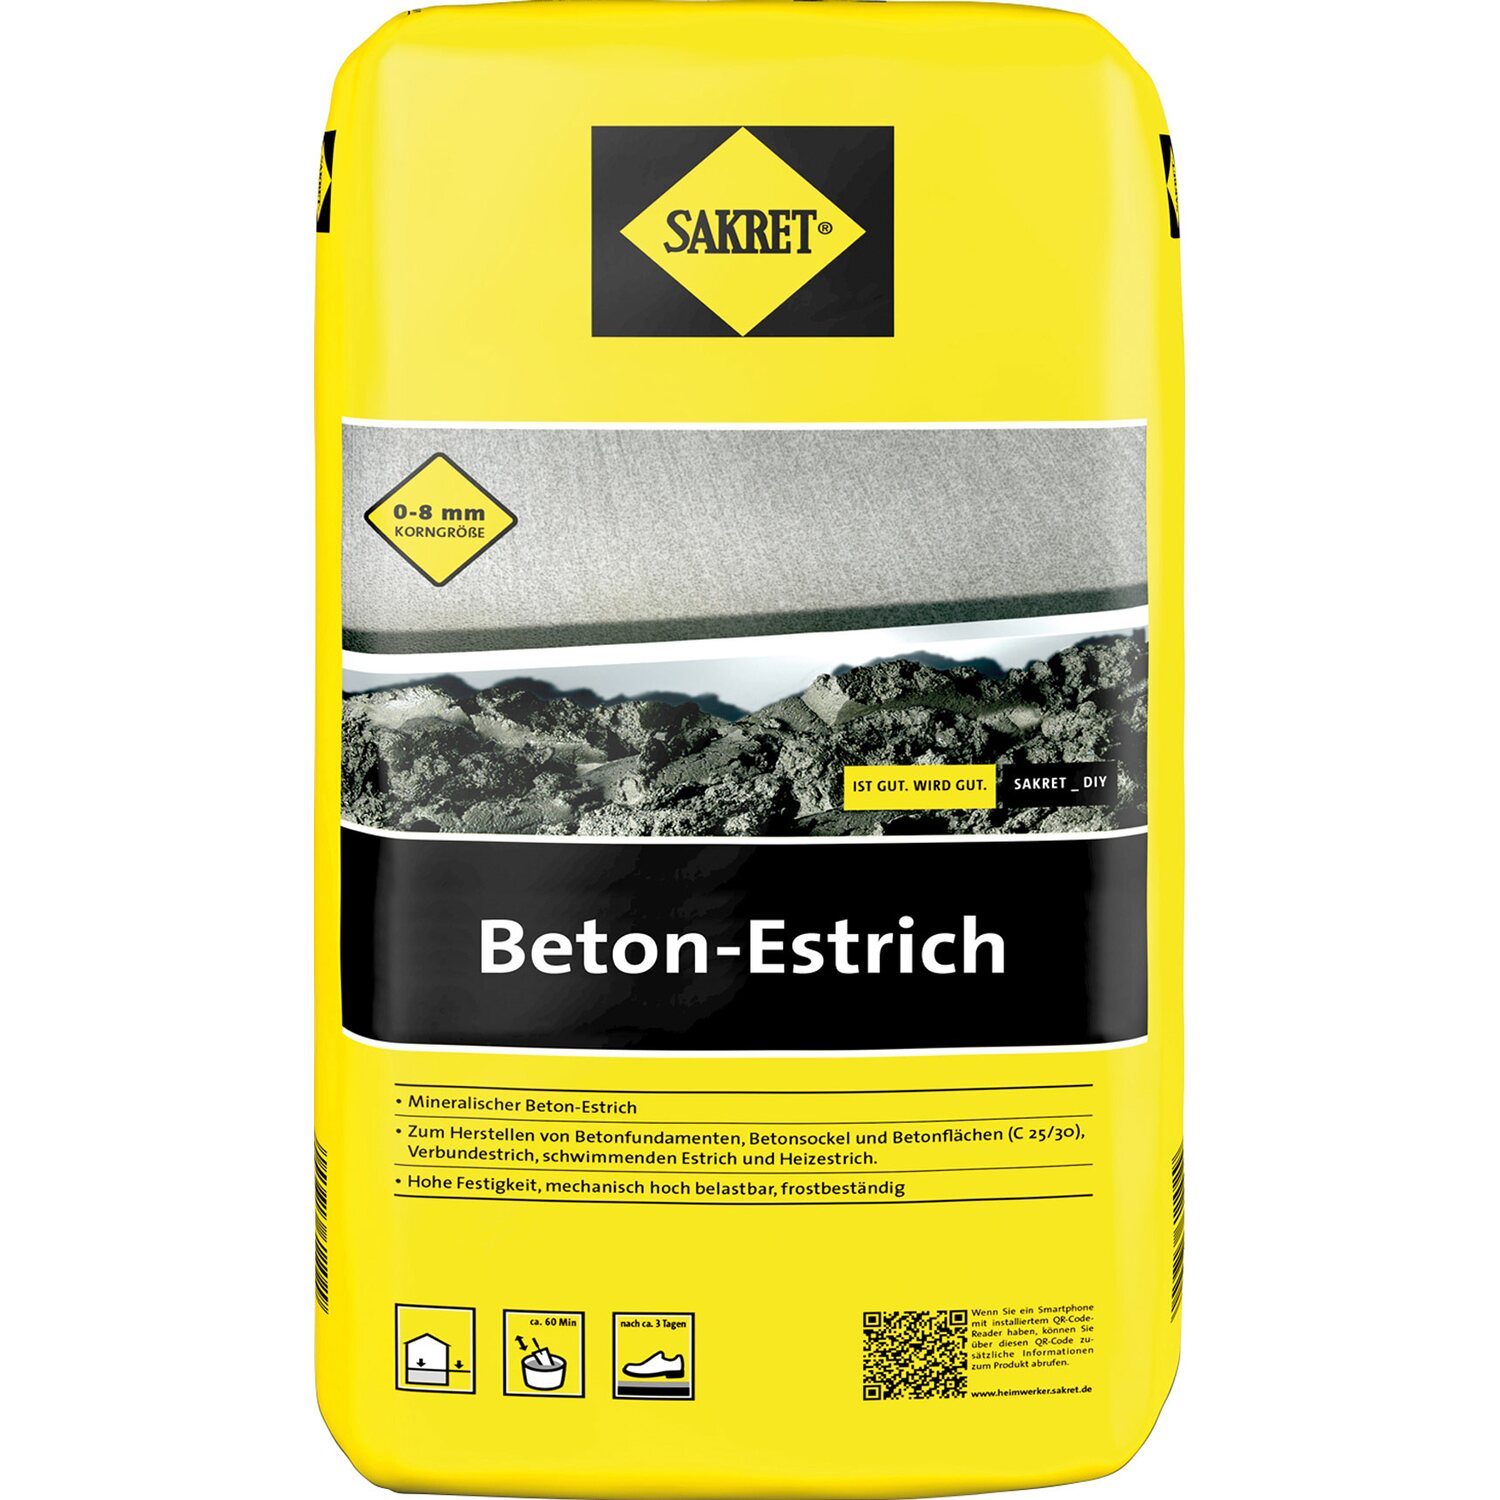 SAKRET®
0-8 mm
KORNGRÖßE
IST GUT. WIRD GUT.
SAKRET _ DIY
Beton-Estrich
• Mineralischer Beton-Estrich
• Zum Herstellen von Betonfundamenten, Betonsockel und Betonflächen (C 25/30),
Verbundestrich, schwimmenden Estrich und Heizestrich.
• Hohe Festigkeit, mechanisch hoch belastbar, frostbeständig
ca. 60 Min
nach ca. 3 Tagen
Wenn Sie ein Smartphone
mit installiertem QR-Code-
Reader haben, können Sie
über diesen QR-Code zu-
sätzliche Informationen
zum Produkt abrufen.
www.heimwerker.sakret.de